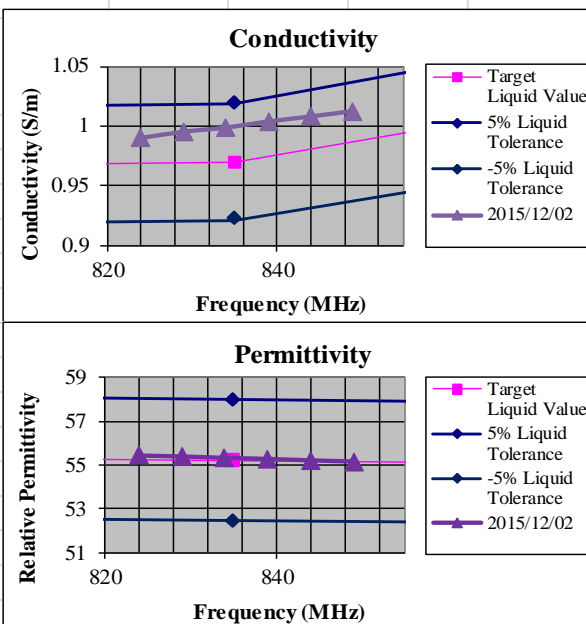 Conductivity
1.05
1
0.95
0.9
820
840
Conductivity (S/m)
Frequency (MHz)
Target
Liquid Value
5% Liquid
Tolerance
-5% Liquid
Tolerance
2015/12/02
Permittivity
59
57
55
53
51
820
840
Relative Permittivity
Frequency (MHz)
Target
Liquid Value
5% Liquid
Tolerance
-5% Liquid
Tolerance
2015/12/02